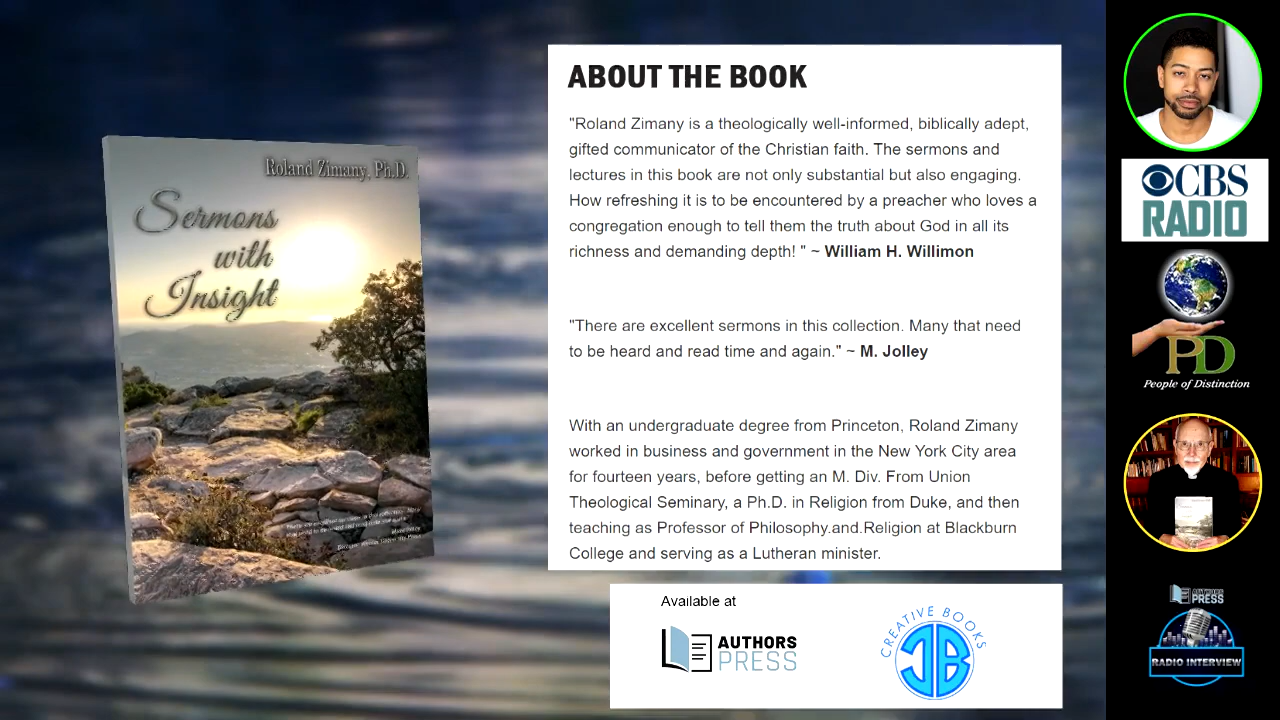 Roland Zimany, Ph.D.
Sermons
with
Insight
ABOUT THE BOOK
"Roland Zimany is a theologically well-informed, biblically adept,
gifted communicator of the Christian faith. The sermons and
lectures in this book are not only substantial but also engaging.
How refreshing it is to be encountered by a preacher who loves a
congregation enough to tell them the truth about God in all its
richness and demanding depth! " ~ William H. Willimon
"There are excellent sermons in this collection. Many that need
to be heard and read time and again." ~ M. Jolley
With an undergraduate degree from Princeton, Roland Zimany
worked in business and government in the New York City area
for fourteen years, before getting an M. Div. From Union
Theological Seminary, a Ph.D. in Religion from Duke, and then
teaching as Professor of Philosophy.and.Religion at Blackburn
College and serving as a Lutheran minister.
Available at
AUTHORS
PRESS
CREATIVE BOOKS
CB
CBS
RADIO
PD
People of Distinction
AUTHORS
PRESS
RADIO INTERVIEW